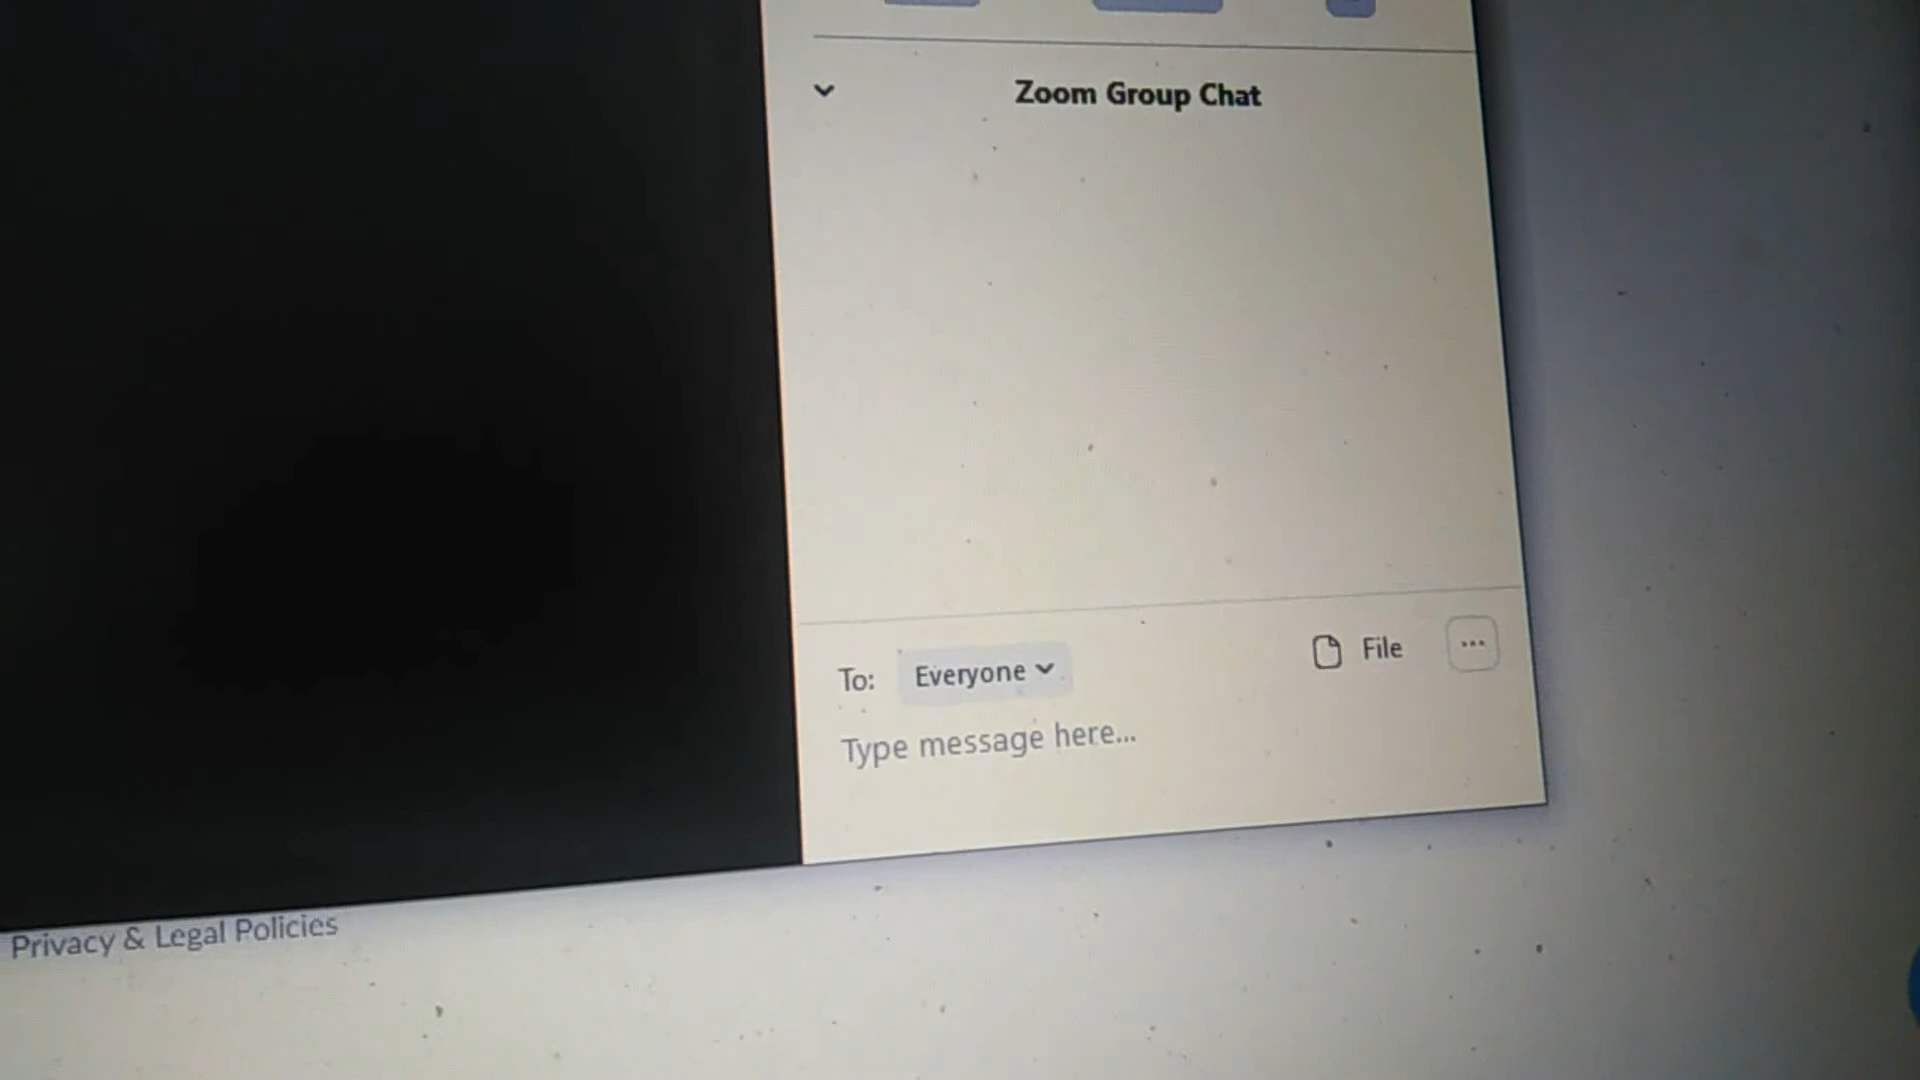 Zoom Group Chat
To: Everyone
File
Type message here...
Privacy & Legal Policies